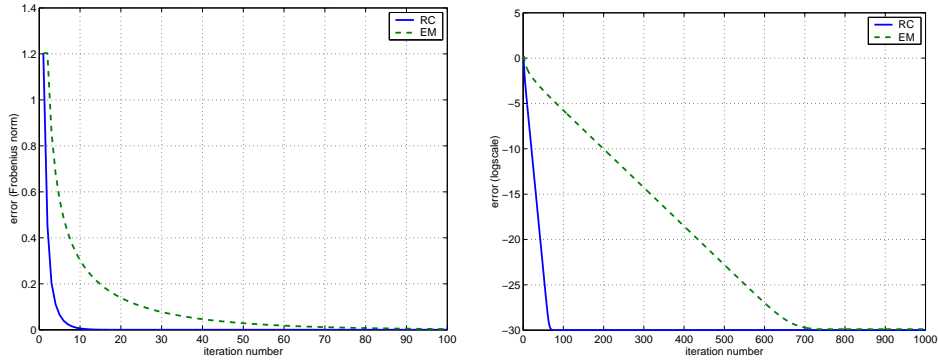 1.4
1.2
1
0.8
0.6
0.4
0.2
0
0 10 20 30 40 50 60 70 80 90 100
error (Frobenius norm)
iteration number
RC
EM
5
0
−5
−10
−15
−20
−25
−30
0 100 200 300 400 500 600 700 800 900 1000
error (logscale)
iteration number
RC
EM